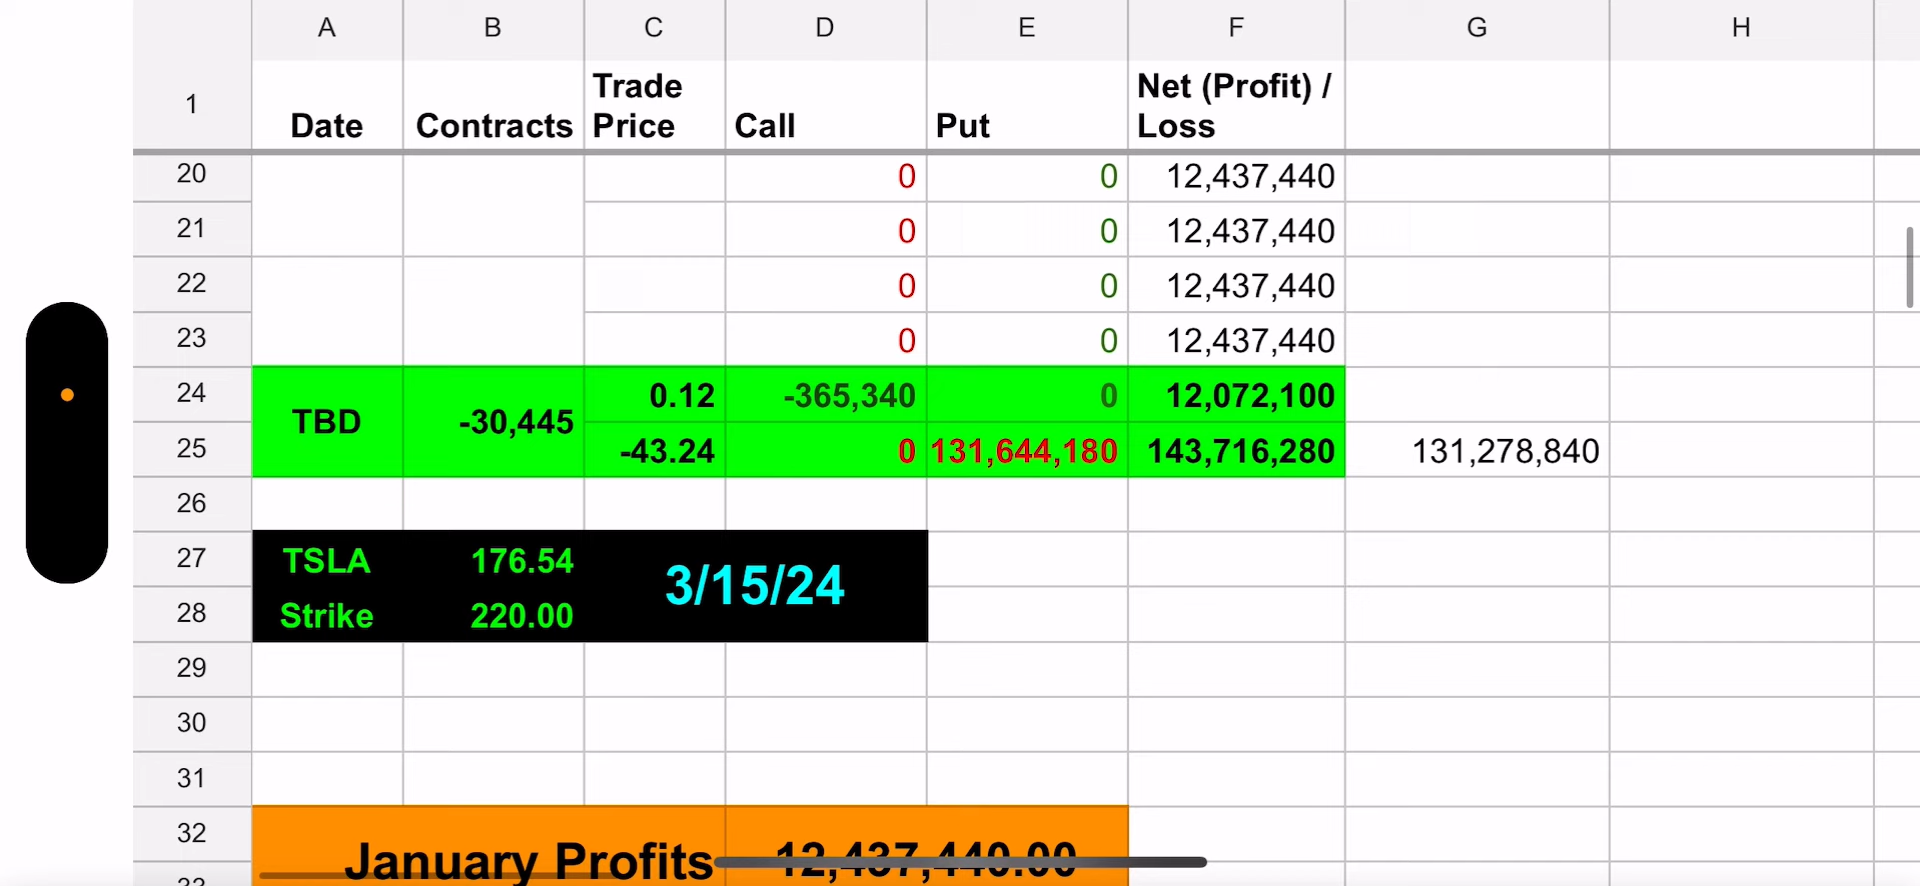 A B C D E F G H
1 Date Contracts Trade Price Call Put Net (Profit) / Loss
20 0 0 12,437,440
21 0 0 12,437,440
22 0 0 12,437,440
23 0 0 12,437,440
24 TBD -30,445 0.12 -365,340 0 12,072,100
25 -43.24 0 131,644,180 143,716,280 131,278,840
26
27 TSLA 176.54 3/15/24
28 Strike 220.00
29
30
31
32 January Profits 12,437,440.00
33